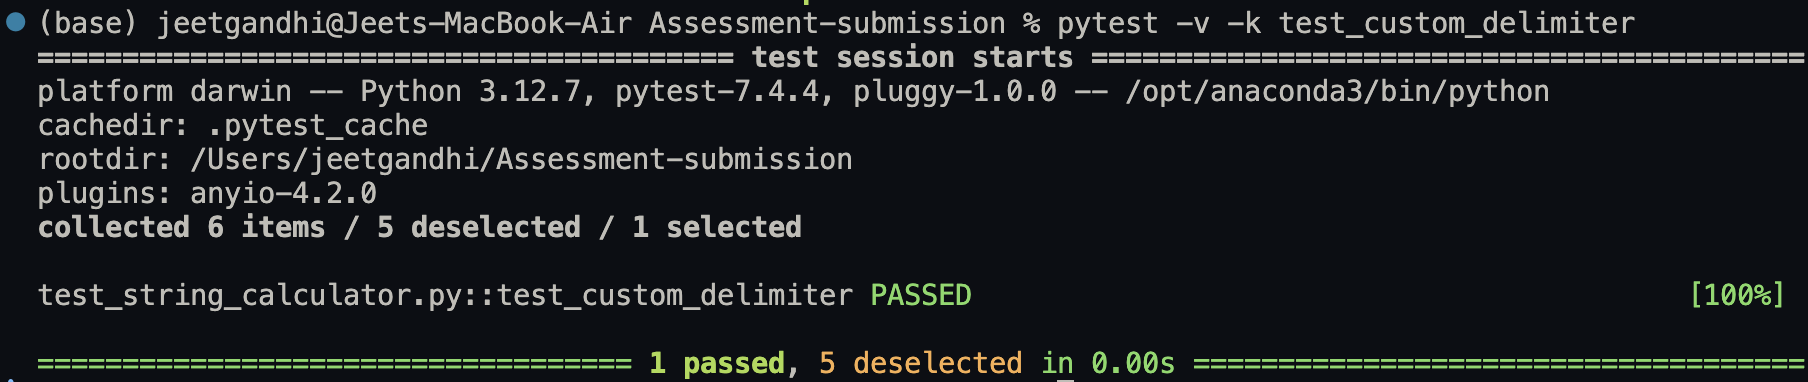 (base) jeetgandhi@Jeets-MacBook-Air Assessment-submission % pytest -v -k test_custom_delimiter
========================================= test session starts ==========================================
platform darwin -- Python 3.12.7, pytest-7.4.4, pluggy-1.0.0 -- /opt/anaconda3/bin/python
cachedir: .pytest_cache
rootdir: /Users/jeetgandhi/Assessment-submission
plugins: anyio-4.2.0
collected 6 items / 5 deselected / 1 selected
test_string_calculator.py::test_custom_delimiter PASSED [100%]
=================================== 1 passed, 5 deselected in 0.00s ====================================